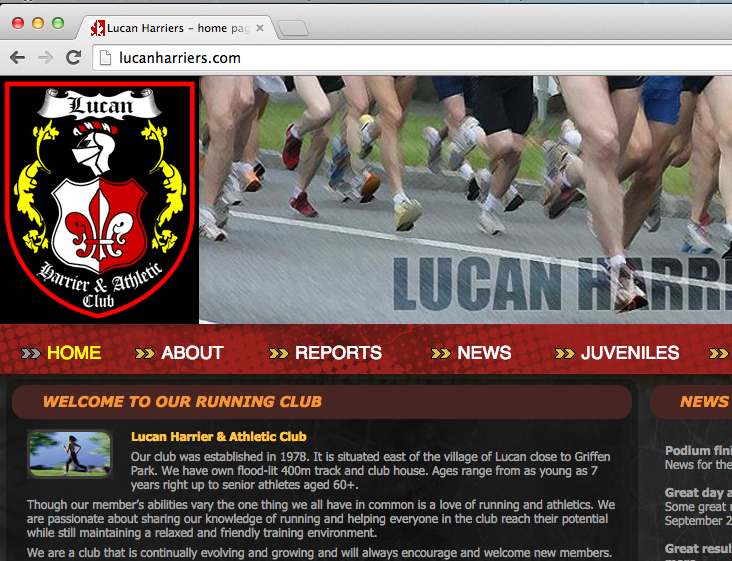 Lucan Harriers – home pag
lucanharriers.com
Lucan
Harrier & Athletic
Club
LUCAN HARRI
HOME
ABOUT
REPORTS
NEWS
JUVENILES
WELCOME TO OUR RUNNING CLUB
Lucan Harrier & Athletic Club
Our club was established in 1978. It is situated east of the village of Lucan close to Griffen
Park. We have own flood-lit 400m track and club house. Ages range from as young as 7
years right up to senior athletes aged 60+.
Though our member's abilities vary the one thing we all have in common is a love of running and athletics. We
are passionate about sharing our knowledge of running and helping everyone in the club reach their potential
while still maintaining a relaxed and friendly training environment.
We are a club that is continually evolving and growing and will always encourage and welcome new members.
NEWS
Podium fini
News for the
Great day a
Some great r
September 2
Great resul